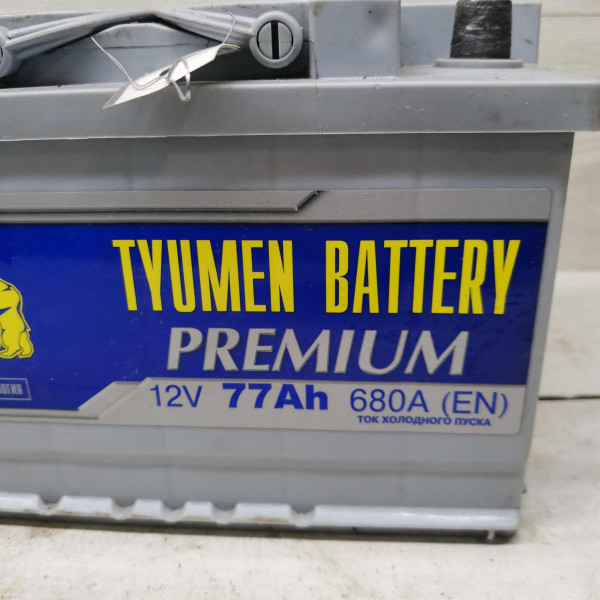 TYUMEN BATTERY
PREMIUM
12V 77Ah 680A (EN)
ТОК ХОЛОДНОГО ПУСКА